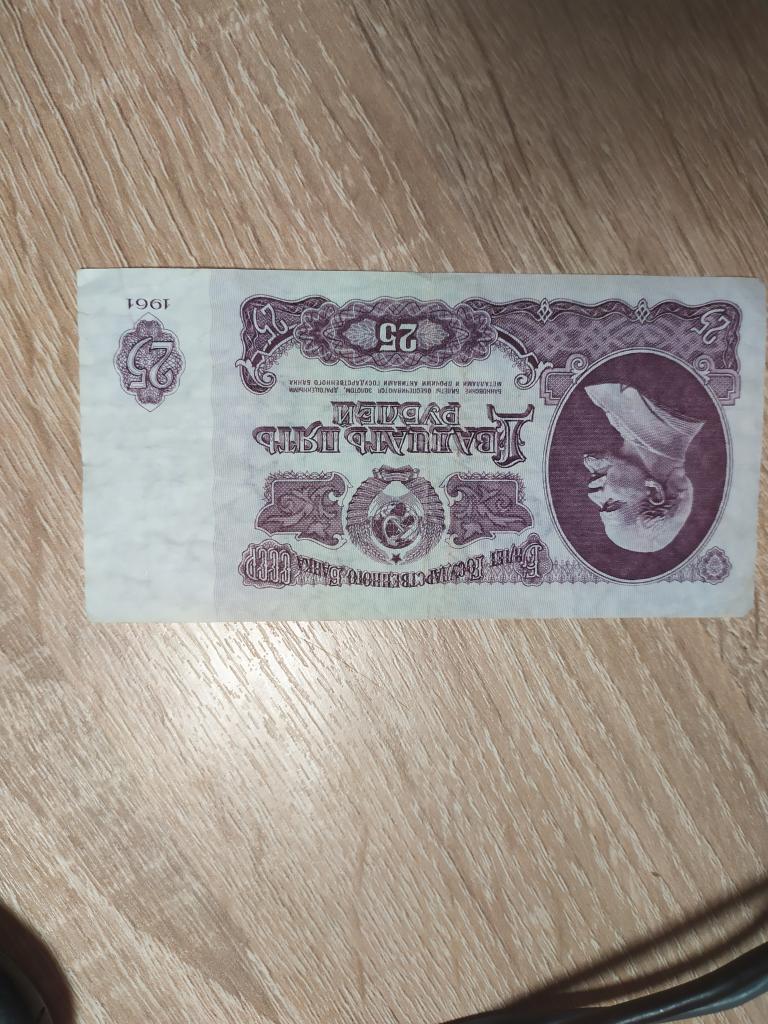 Билет Государственного Банка СССР
Двадцать пять
рублей
БАНКОВСКИЕ БИЛЕТЫ ОБЕСПЕЧИВАЮТСЯ ЗОЛОТОМ, ДРАГОЦЕННЫМИ
МЕТАЛЛАМИ И ПРОЧИМИ АКТИВАМИ ГОСУДАРСТВЕННОГО БАНКА
25
25
25
25
1961